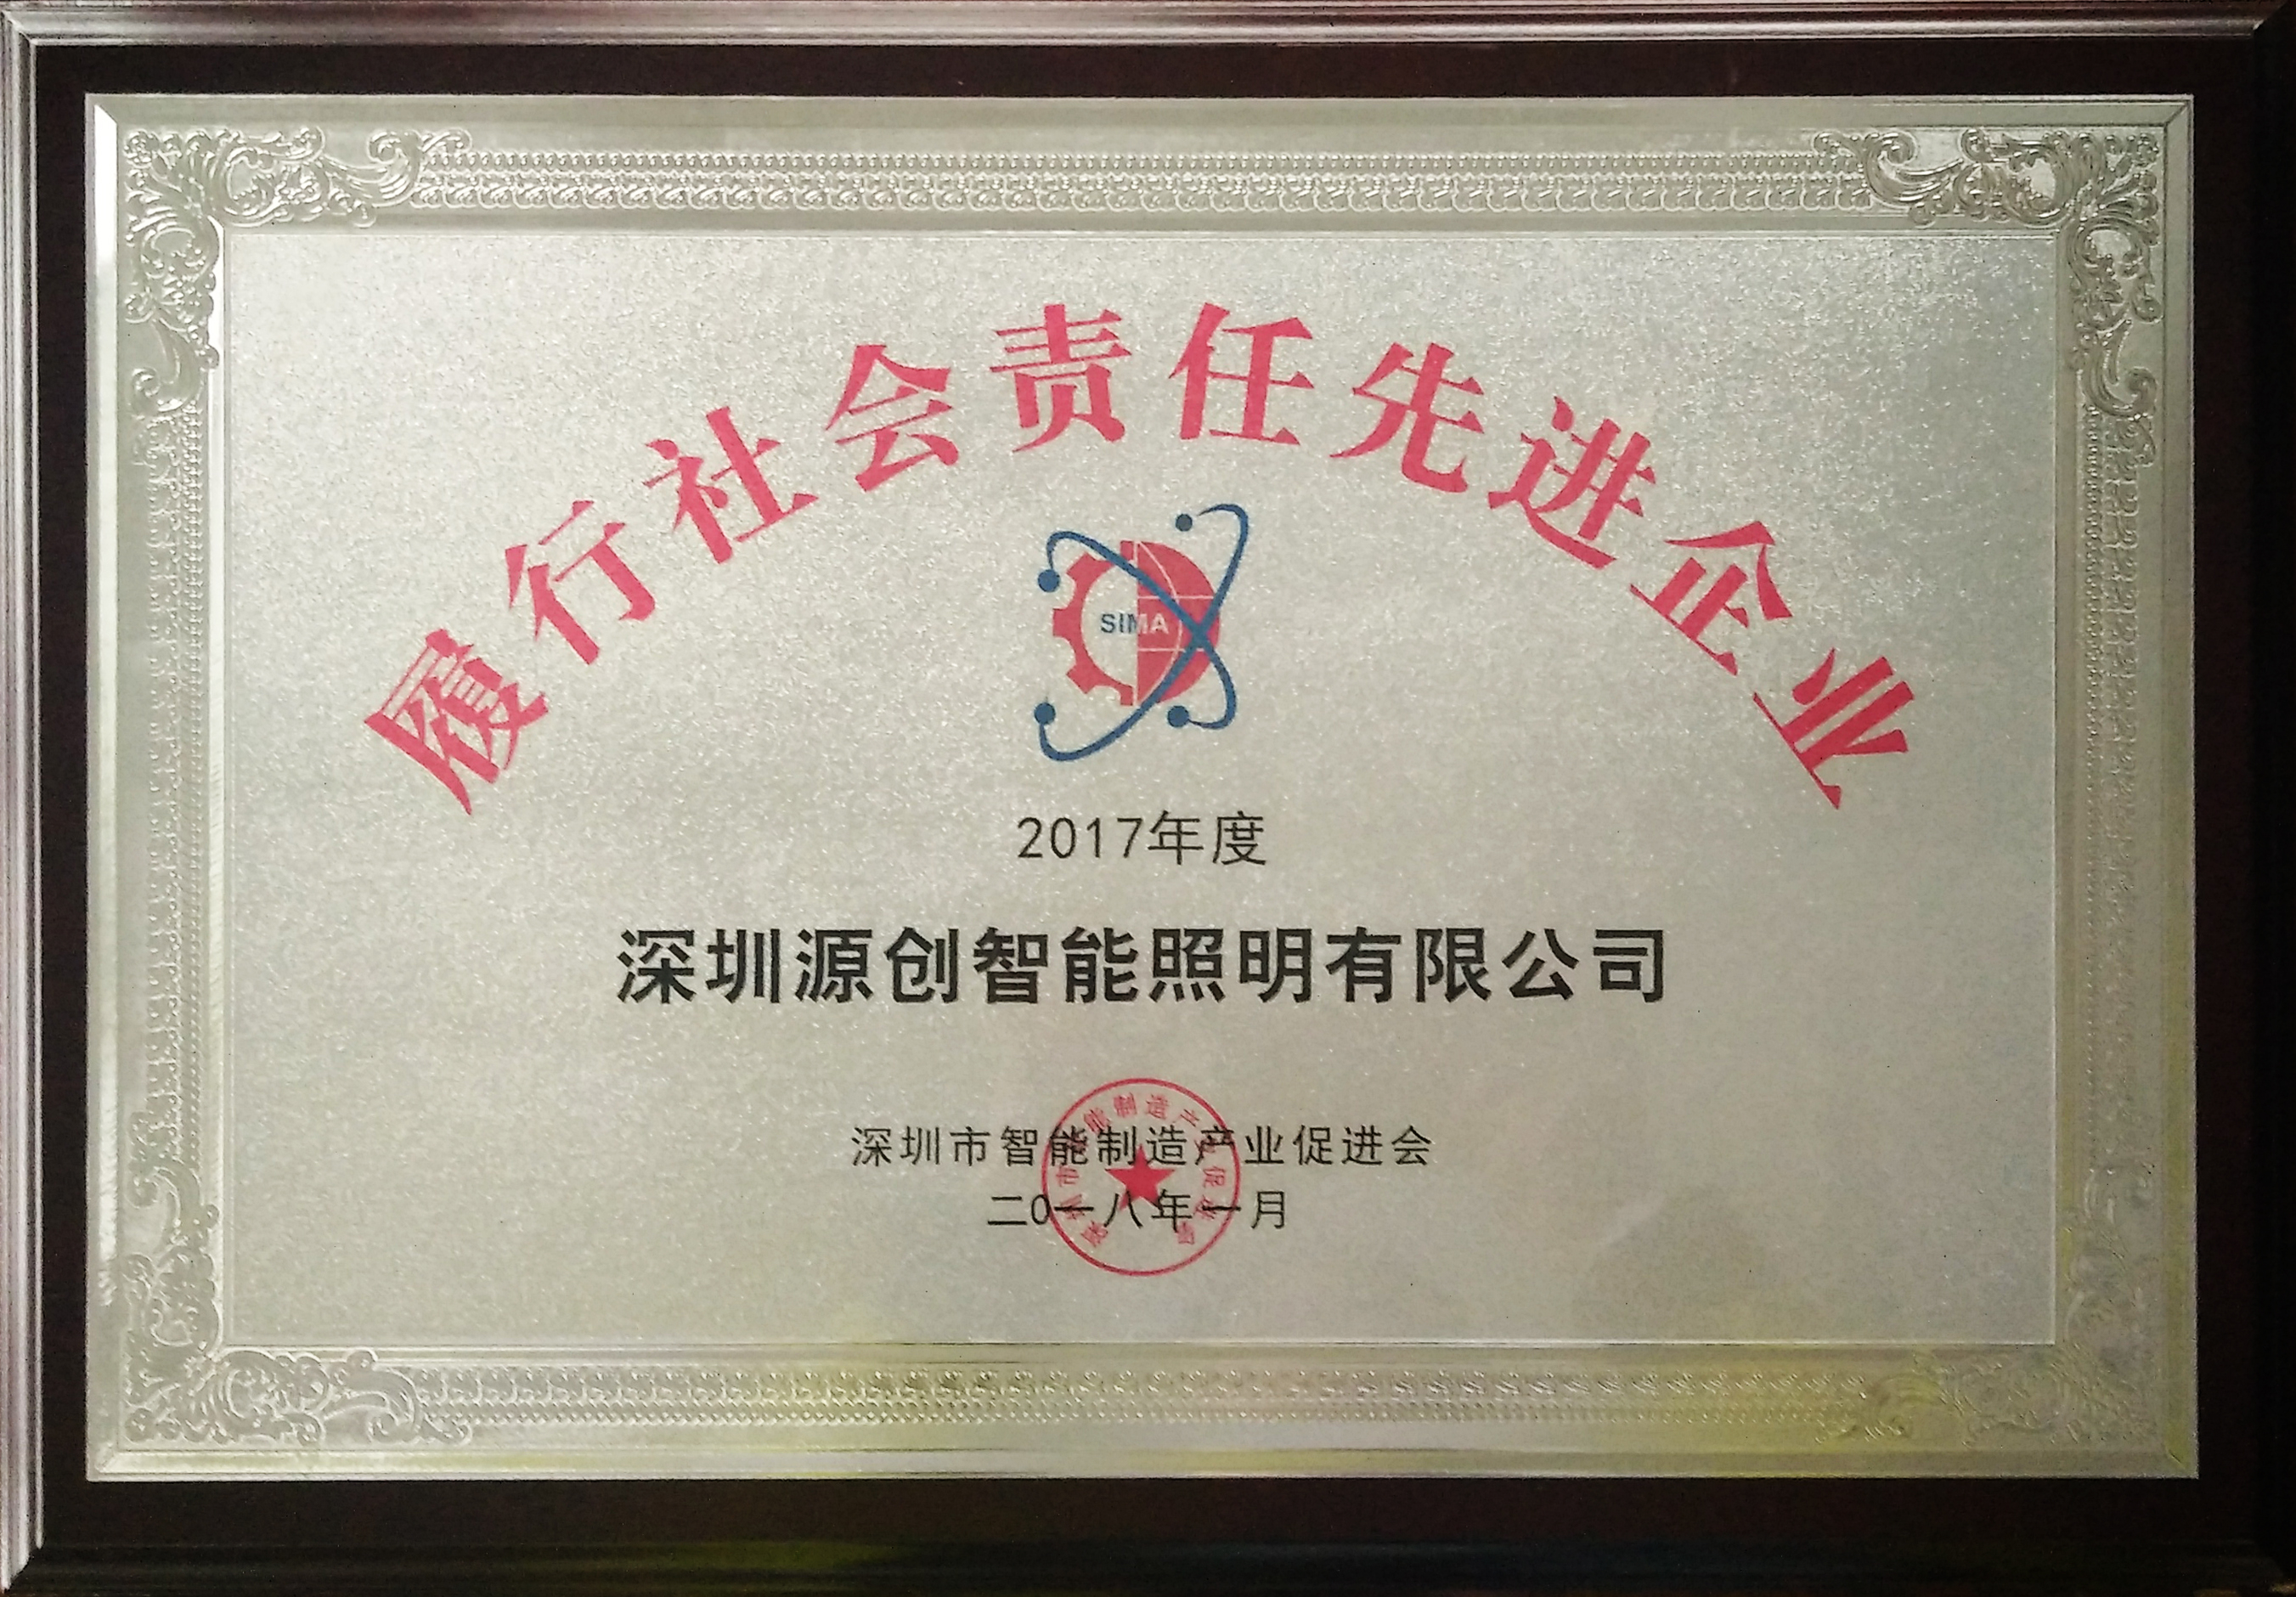 履行社会责任先进企业
SIMA
2017年度
深圳源创智能照明有限公司
深圳市智能制造产业促进会
二0一八年一月